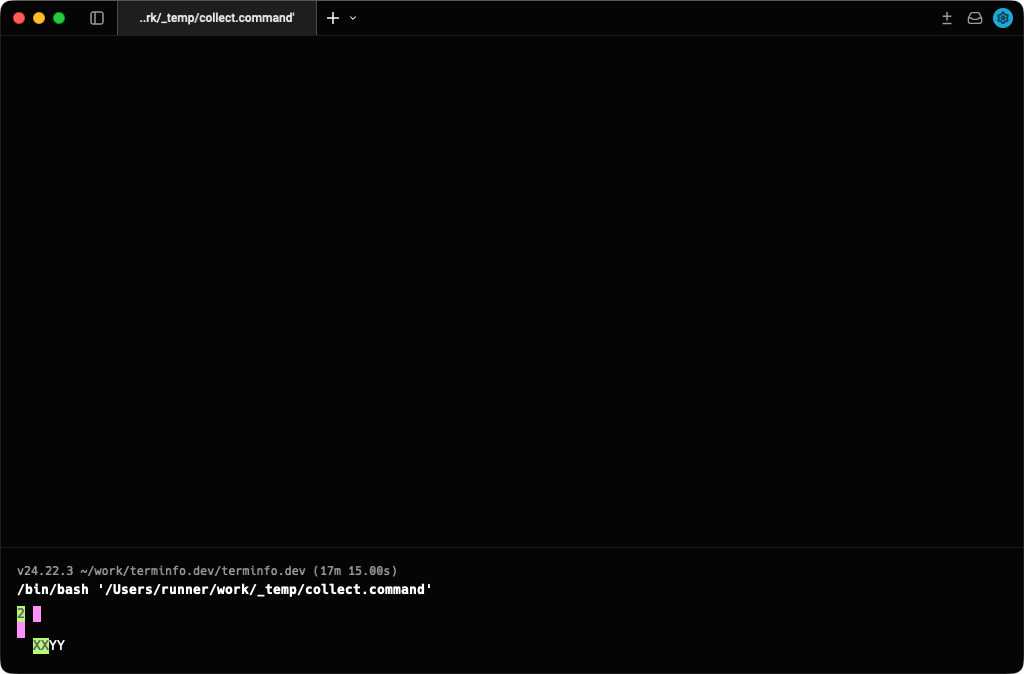 ..rk/_temp/collect.command'
v24.22.3 ~/work/terminfo.dev/terminfo.dev (17m 15.00s)
/bin/bash '/Users/runner/work/_temp/collect.command'
2
XXYY